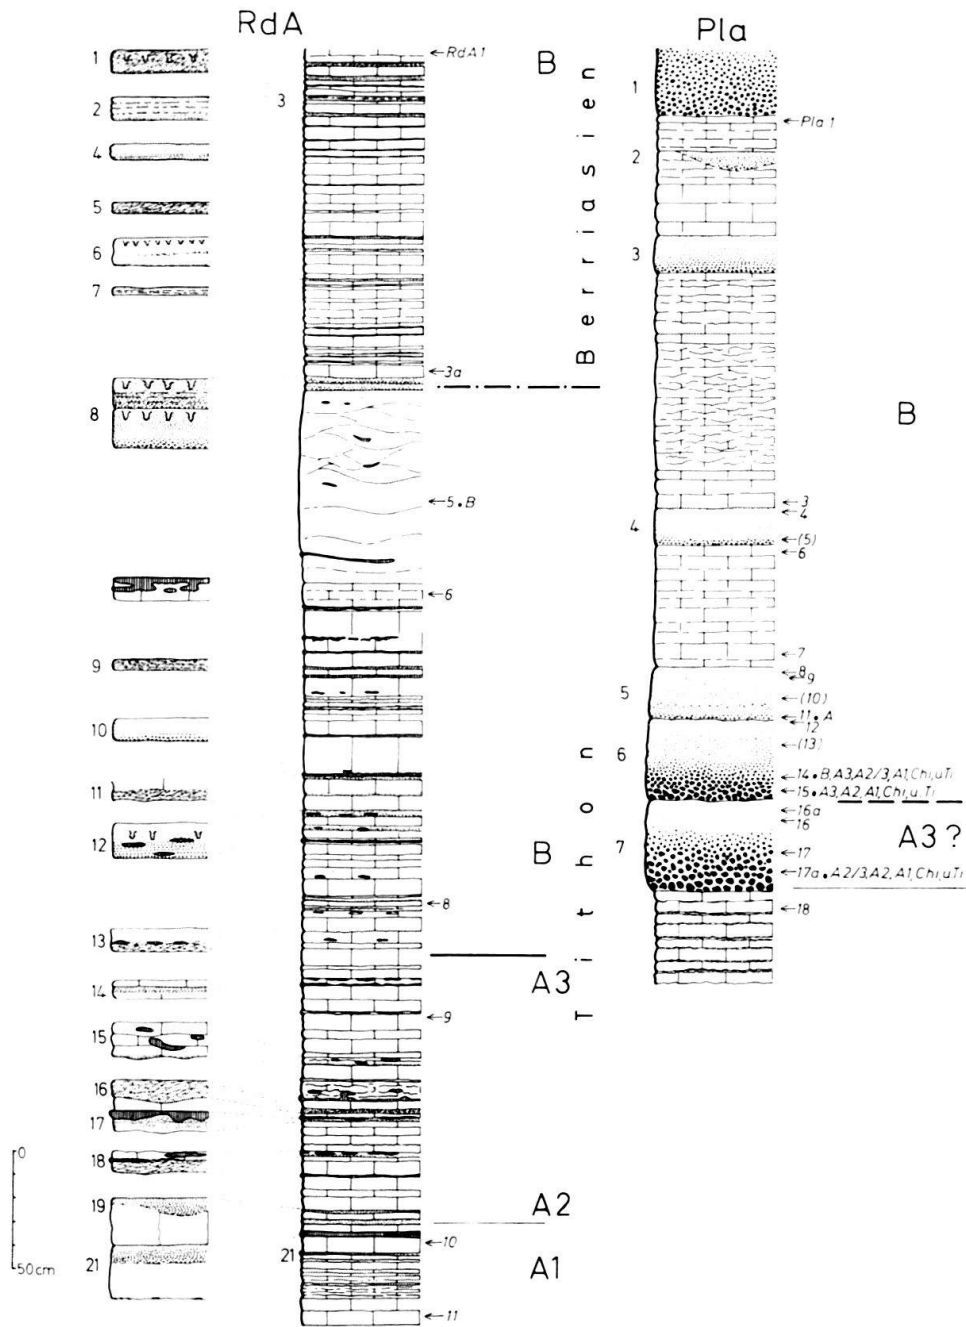 RdA
Pla
1
2
4
5
6
7
8
9
10
11
12
13
14
15
16
17
18
19
21
0
50cm
3
21
←RdA1
←3a
←5.B
←6
←8
←9
←10
←11
B
Berriasien
B
Tithon
A3
A2
A1
1
2
3
4
5
6
7
←Pla 1
←3
←4
←(5)
←6
←7
←8
←9
←(10)
←11.A
←12
←(13)
←14.B,A3,A2/3,A1,Chi,uTi
←15.A3,A2,A1,Chi,u.Ti
←16a
←16
←17
←17a.A2/3,A2,A1,Chi,uTi
←18
B
A3?